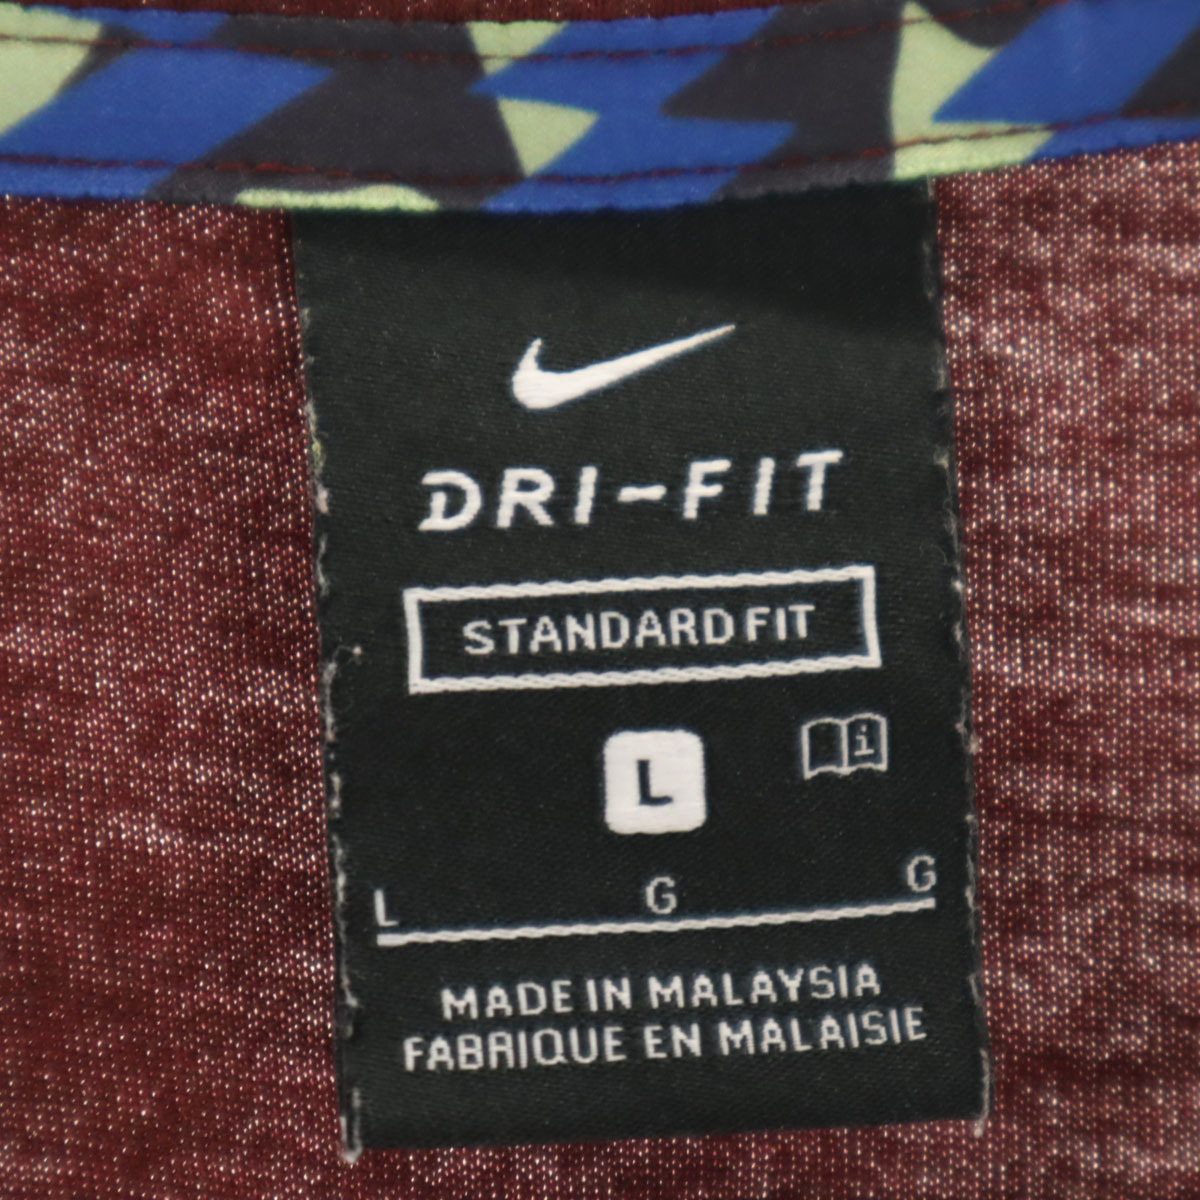 DRI-FIT
STANDARD FIT
L
i
L G G
MADE IN MALAYSIA
FABRIQUE EN MALAISIE